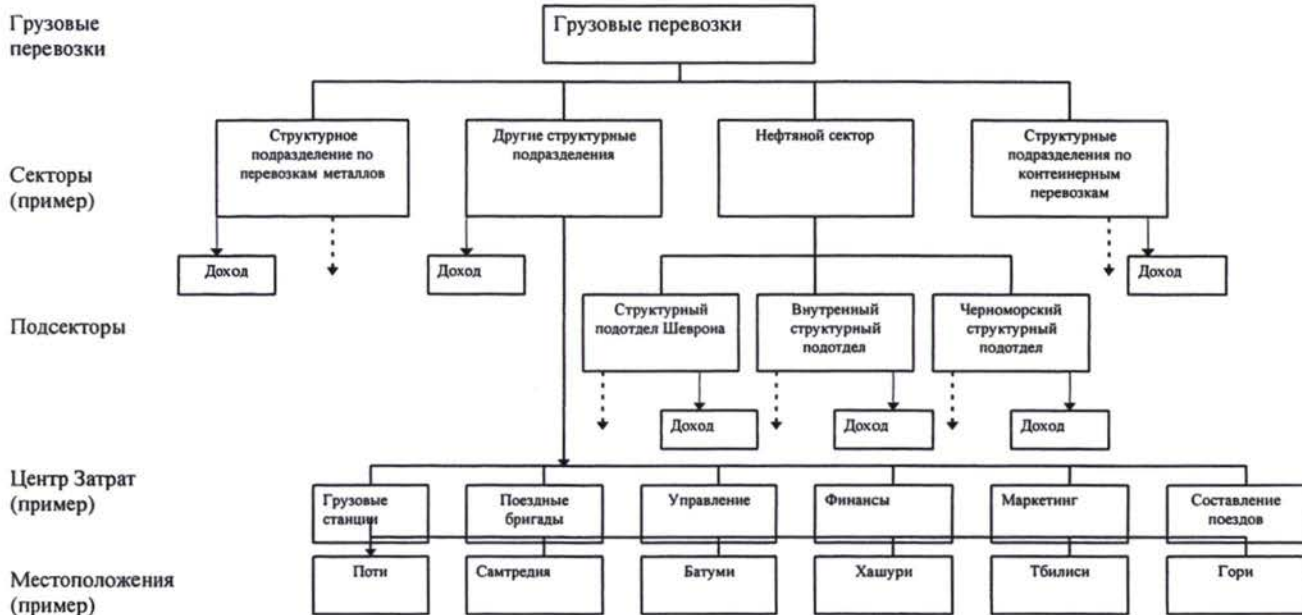 Грузовые
перевозки
Грузовые перевозки
Секторы
(пример)
Структурное
подразделение по
перевозкам металлов
Другие структурные
подразделения
Нефтяной сектор
Структурные
подразделения по
контеинерным
перевозкам
Доход
Доход
Доход
Подсекторы
Структурный
подотдел Шеврона
Внутренный
структурный
подотдел
Черноморский
структурный
подотдел
Доход
Доход
Доход
Центр Затрат
(пример)
Грузовые
станции
Поездные
бригады
Управление
Финансы
Маркетинг
Составление
поездов
Местоположения
(пример)
Поти
Самтредия
Батуми
Хашури
Тбилиси
Гори